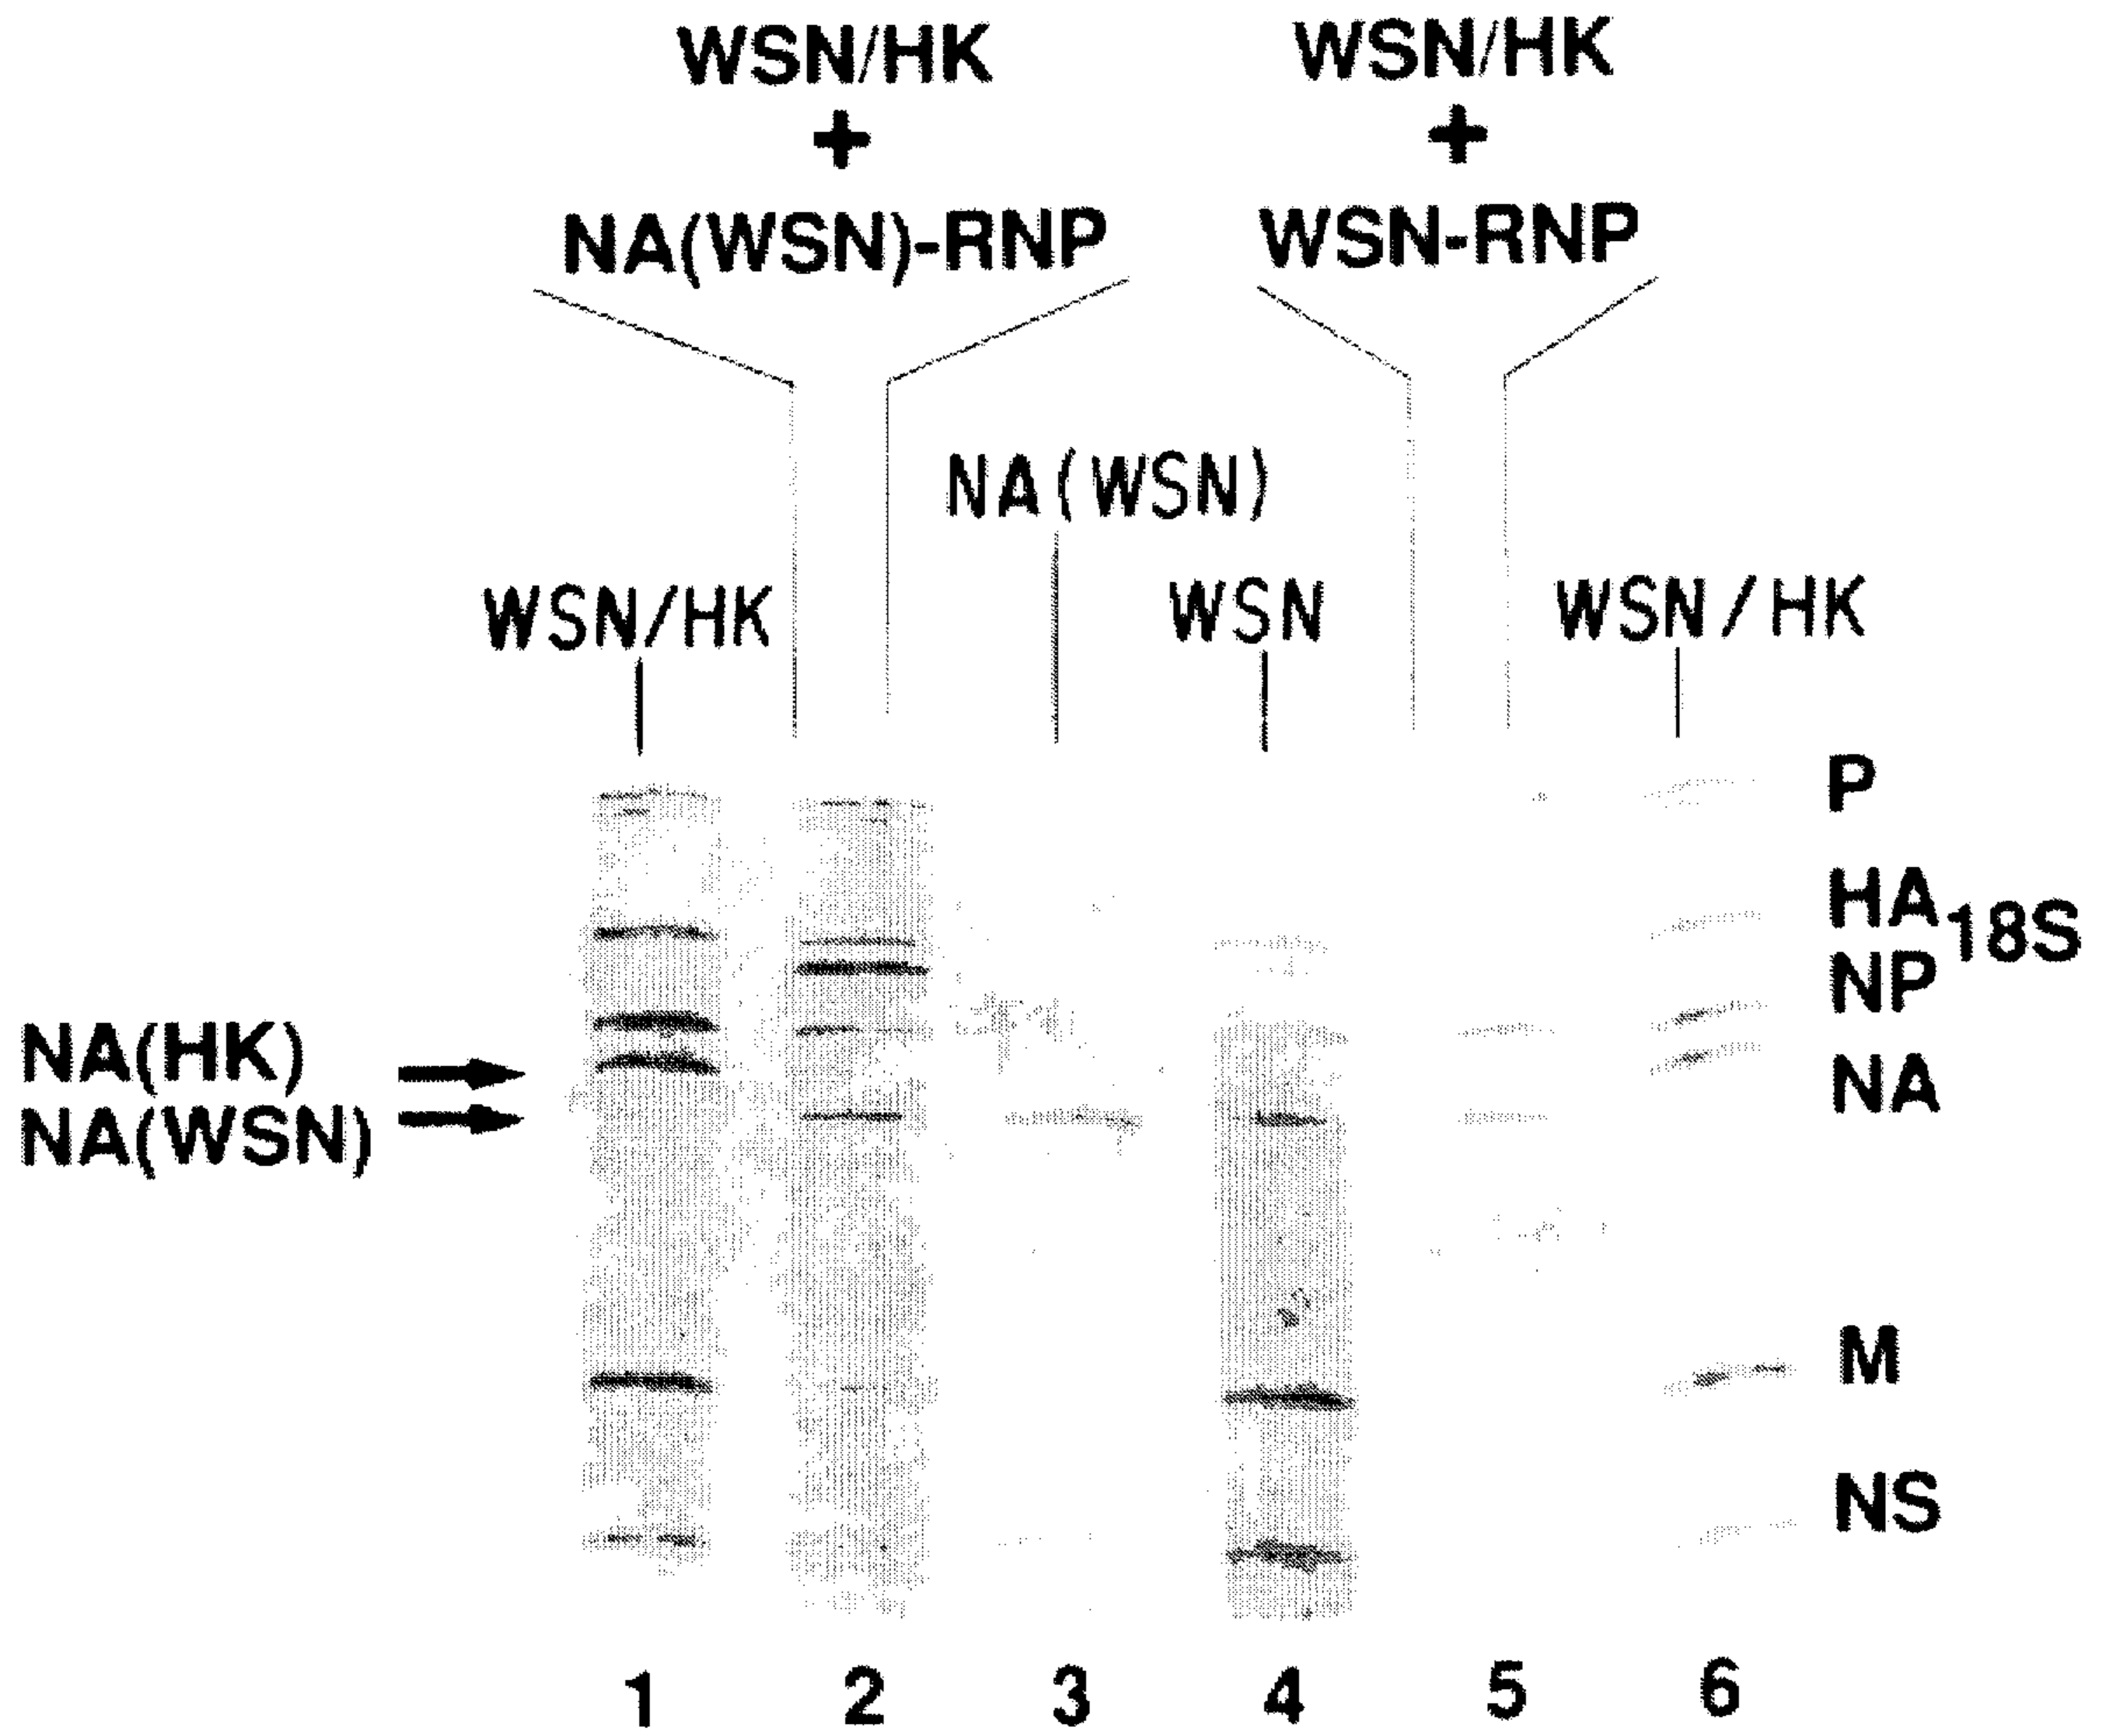 WSN/HK
+
NA(WSN)-RNP
WSN/HK
+
WSN-RNP
NA(WSN)
WSN/HK
WSN
WSN/HK
P
HA
18S
NP
NA
M
NS
NA(HK)
NA(WSN)
1 2 3 4 5 6